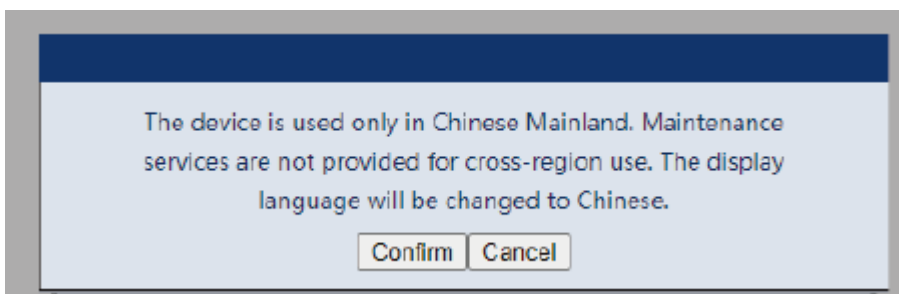 The device is used only in Chinese Mainland. Maintenance
services are not provided for cross-region use. The display
language will be changed to Chinese.
Confirm Cancel